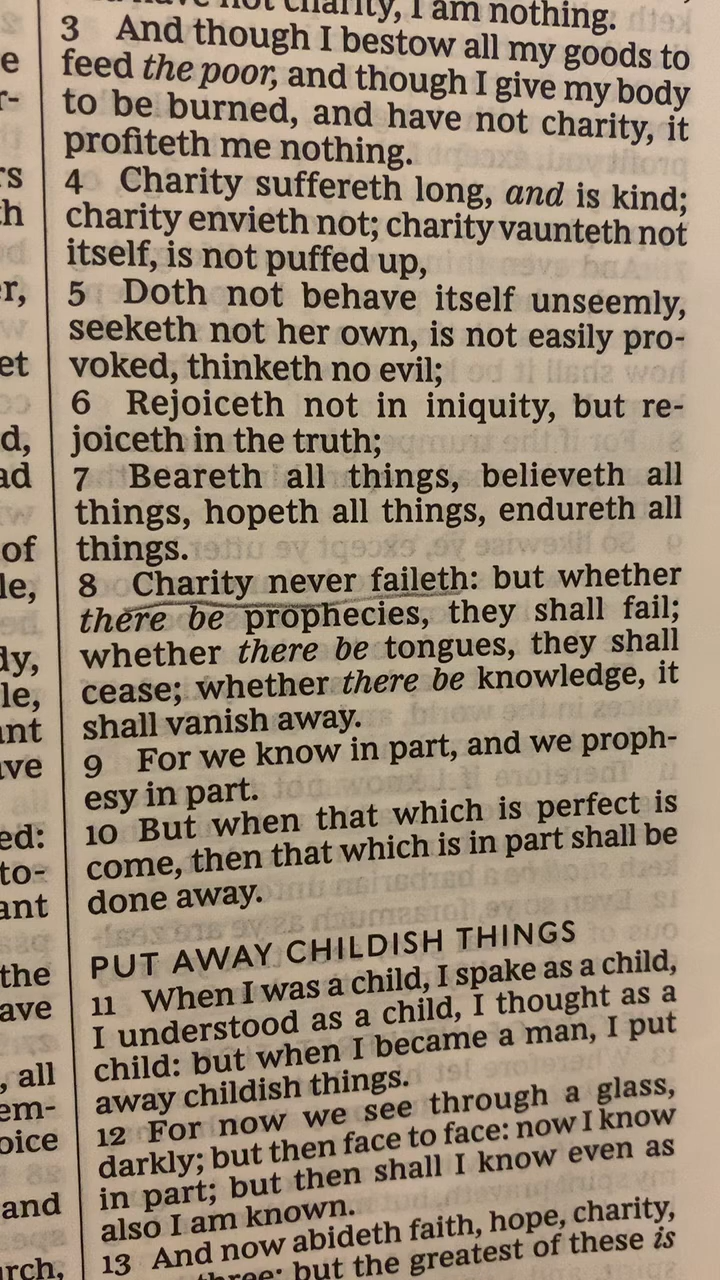 charity, I am nothing.
3 And though I bestow all my goods to
feed the poor, and though I give my body
to be burned, and have not charity, it
profiteth me nothing.
4 Charity suffereth long, and is kind;
charity envieth not; charity vaunteth not
itself, is not puffed up,
5 Doth not behave itself unseemly,
seeketh not her own, is not easily pro-
voked, thinketh no evil;
6 Rejoiceth not in iniquity, but re-
joiceth in the truth;
7 Beareth all things, believeth all
things, hopeth all things, endureth all
things.
8 Charity never faileth: but whether
there be prophecies, they shall fail;
whether there be tongues, they shall
cease; whether there be knowledge, it
shall vanish away.
9 For we know in part, and we proph-
esy in part.
10 But when that which is perfect is
come, then that which is in part shall be
done away.
PUT AWAY CHILDISH THINGS
11 When I was a child, I spake as a child,
I understood as a child, I thought as a
child: but when I became a man, I put
away childish things.
12 For now we see through a glass,
darkly; but then face to face: now I know
in part; but then shall I know even as
also I am known.
13 And now abideth faith, hope, charity,
three; but the greatest of these is